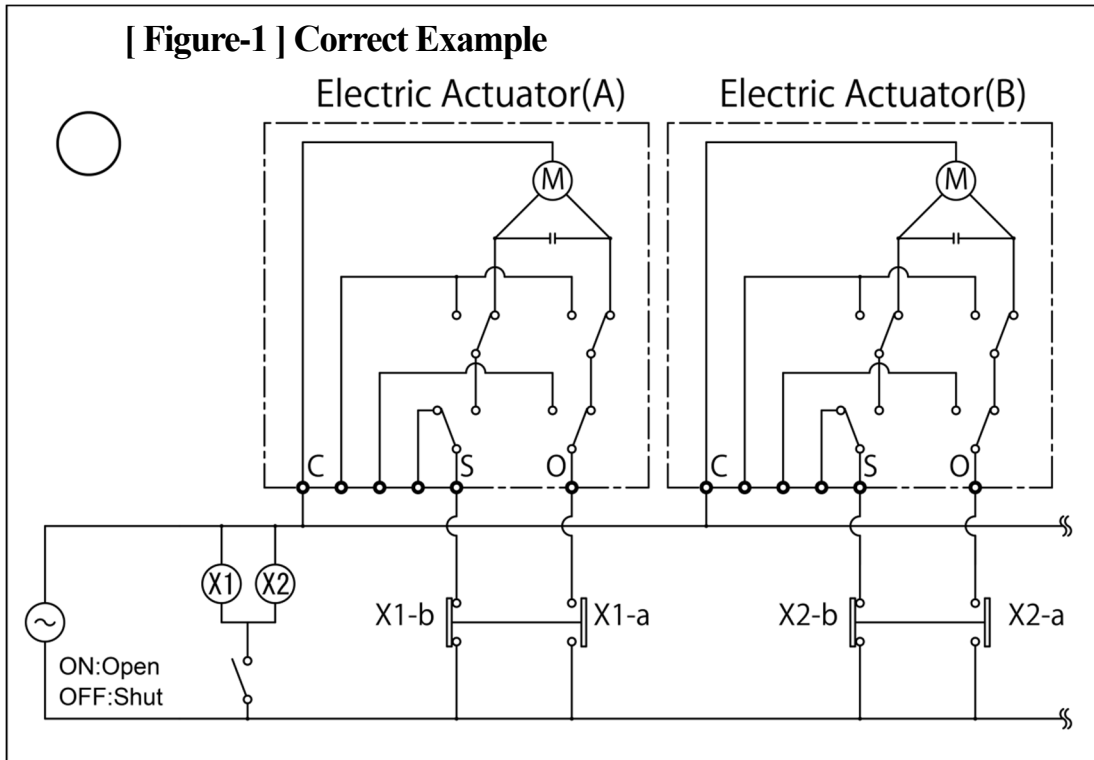 [ Figure-1 ] Correct Example
Electric Actuator(A)
Electric Actuator(B)
M
M
C
S
O
C
S
O
X1
X2
X1-b
X1-a
X2-b
X2-a
ON:Open
OFF:Shut